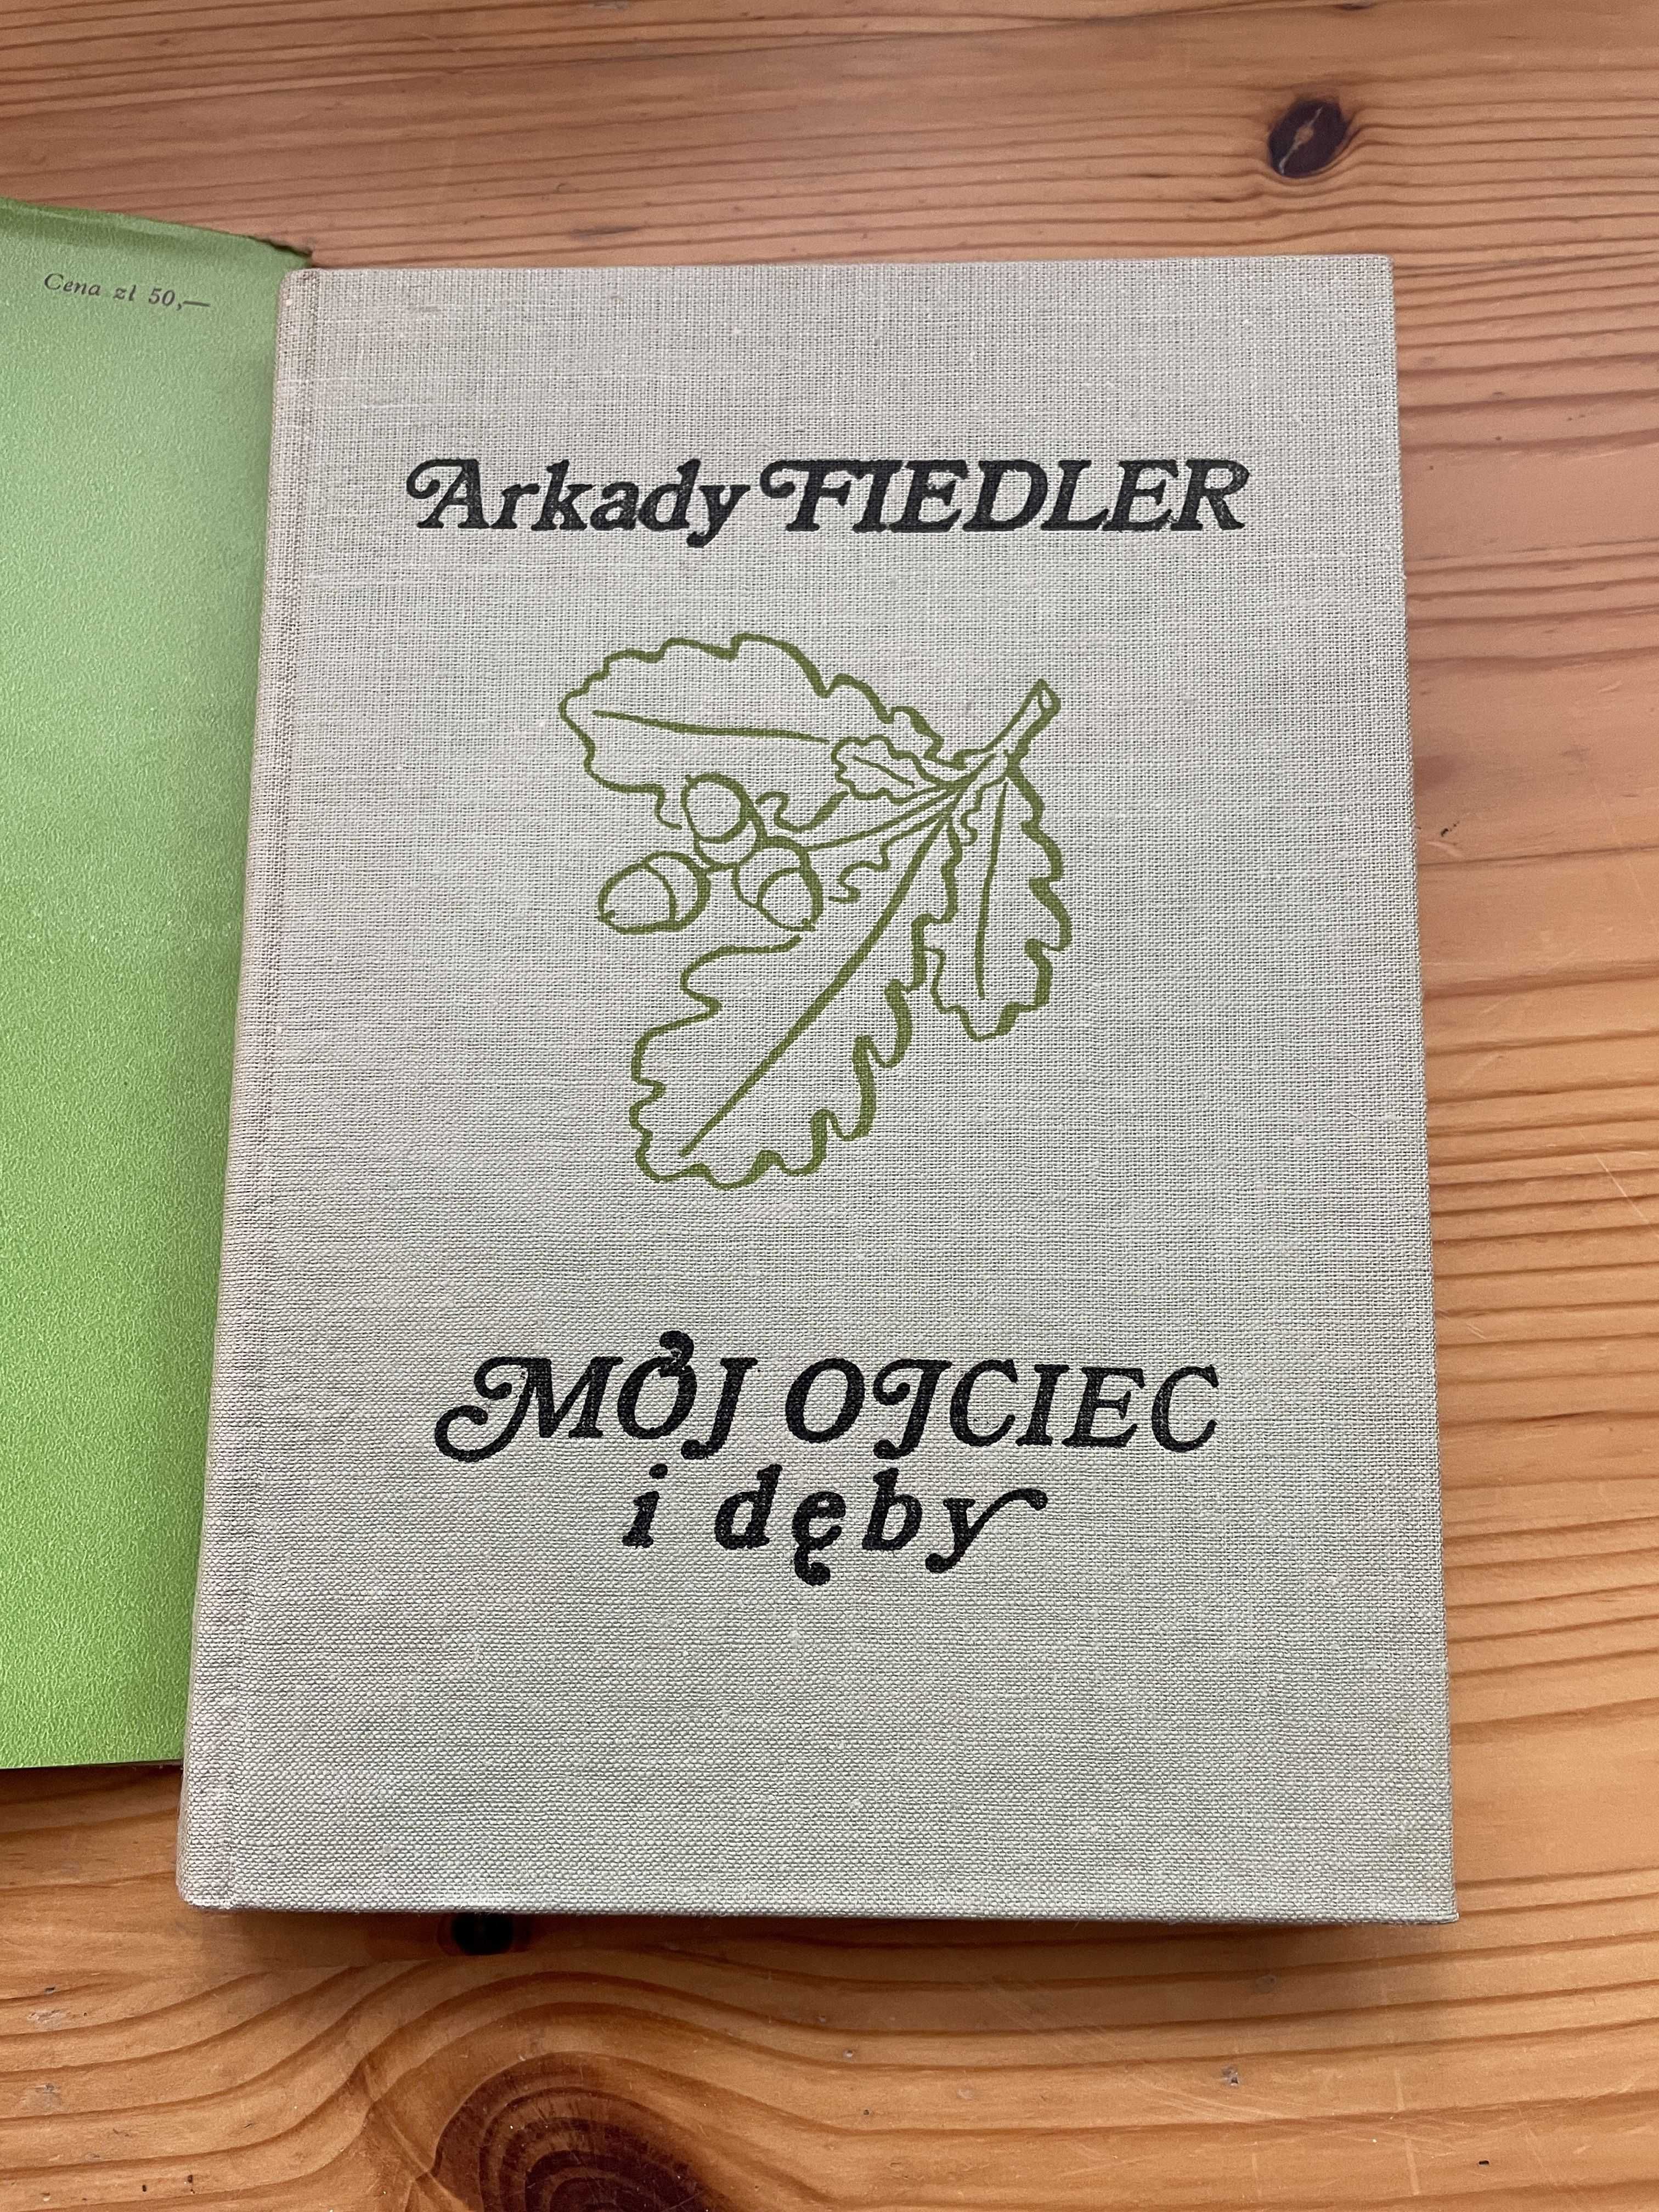 Cena zł 50,—
Arkady FIEDLER
MÓJ OJCIEC
i dęby